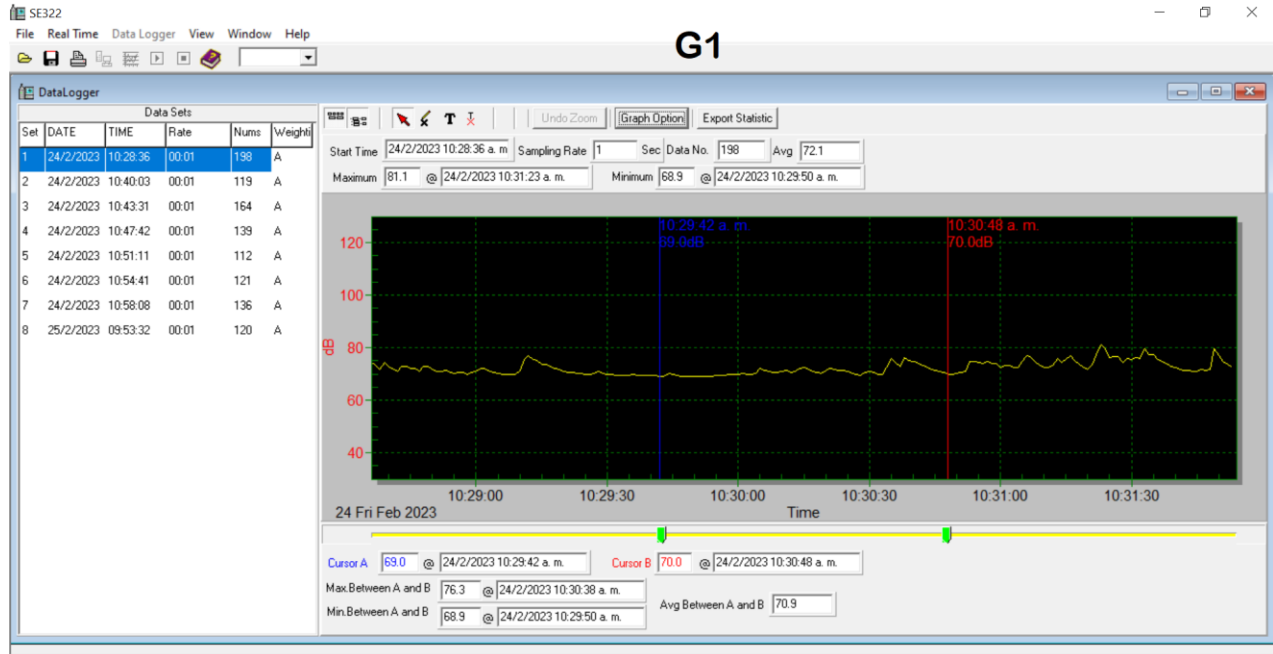 SE322
File Real Time Data Logger View Window Help
G1
DataLogger
Data Sets
Set DATE TIME Rate Nums Weighti
1 24/2/2023 10:28:36 00:01 198 A
2 24/2/2023 10:40:03 00:01 119 A
3 24/2/2023 10:43:31 00:01 164 A
4 24/2/2023 10:47:42 00:01 139 A
5 24/2/2023 10:51:11 00:01 112 A
6 24/2/2023 10:54:41 00:01 121 A
7 24/2/2023 10:58:08 00:01 136 A
8 25/2/2023 09:53:32 00:01 120 A
T Undo Zoom Graph Option Export Statistic
Start Time 24/2/2023 10:28:36 a. m Sampling Rate 1 Sec Data No. 198 Avg 72.1
Maximum 81.1 @ 24/2/2023 10:31:23 a. m. Minimum 68.9 @ 24/2/2023 10:29:50 a. m.
10:29:42 a. m. 10:30:48 a. m.
69.0dB 70.0dB
120
100
dB 80
60
40
10:29:00 10:29:30 10:30:00 10:30:30 10:31:00 10:31:30
24 Fri Feb 2023 Time
Cursor A 69.0 @ 24/2/2023 10:29:42 a. m. Cursor B 70.0 @ 24/2/2023 10:30:48 a. m.
Max.Between A and B 76.3 @ 24/2/2023 10:30:38 a. m.
Min.Between A and B 68.9 @ 24/2/2023 10:29:50 a. m.
Avg Between A and B 70.9